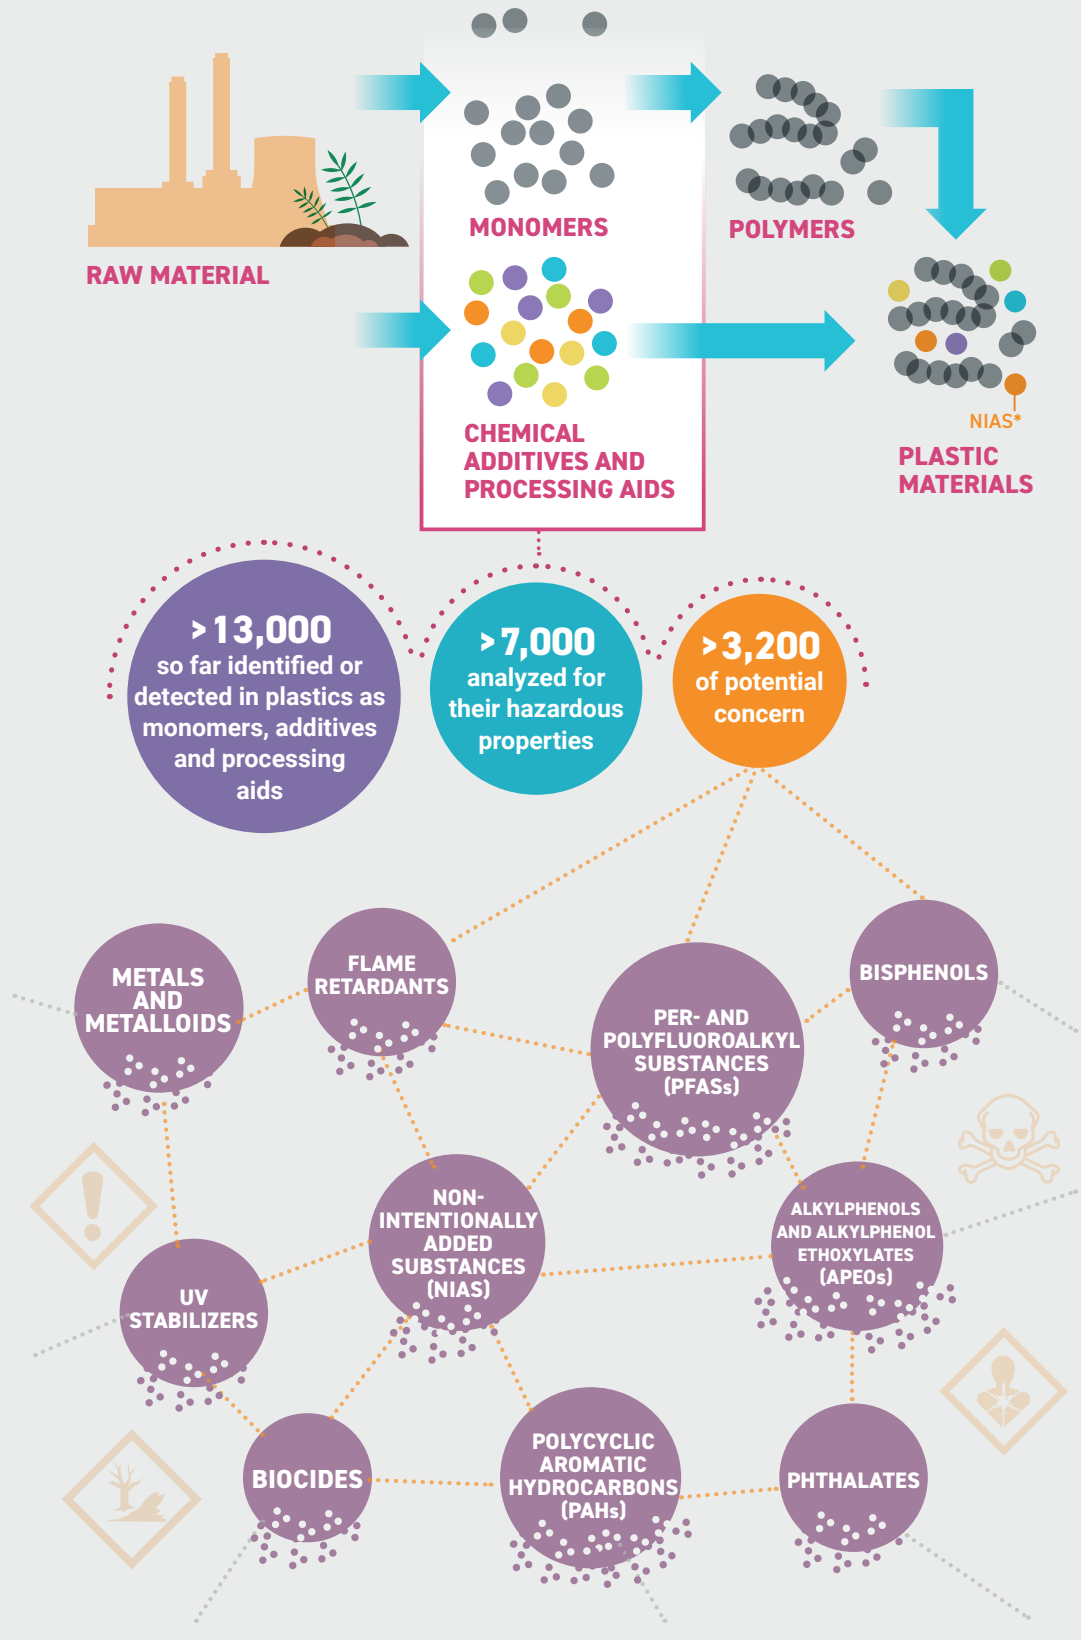 MONOMERS
POLYMERS
RAW MATERIAL
NIAS*
CHEMICAL
ADDITIVES AND
PROCESSING AIDS
PLASTIC
MATERIALS
>13,000
so far identified or
detected in plastics as
monomers, additives
and processing
aids
>7,000
analyzed for
their hazardous
properties
>3,200
of potential
concern
METALS
AND
METALLOIDS
FLAME
RETARDANTS
PER- AND
POLYFLUOROALKYL
SUBSTANCES
(PFASs)
BISPHENOLS
NON-
INTENTIONALLY
ADDED
SUBSTANCES
(NIAS)
ALKYLPHENOLS
AND ALKYLPHENOL
ETHOXYLATES
(APEOs)
UV
STABILIZERS
BIOCIDES
POLYCYCLIC
AROMATIC
HYDROCARBONS
(PAHs)
PHTHALATES